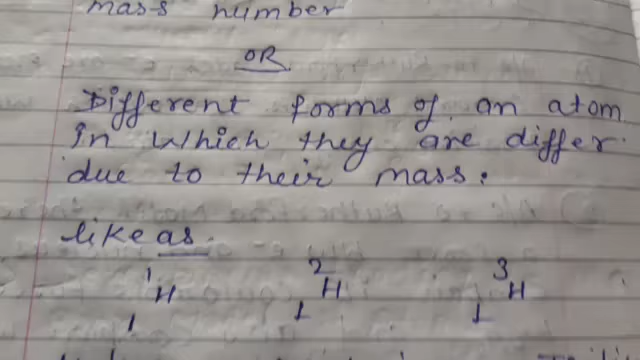 mass number
OR
Different forms of an atom
in which they are differ
due to their mass.
like as
1 2 3
H H H
1 1 1